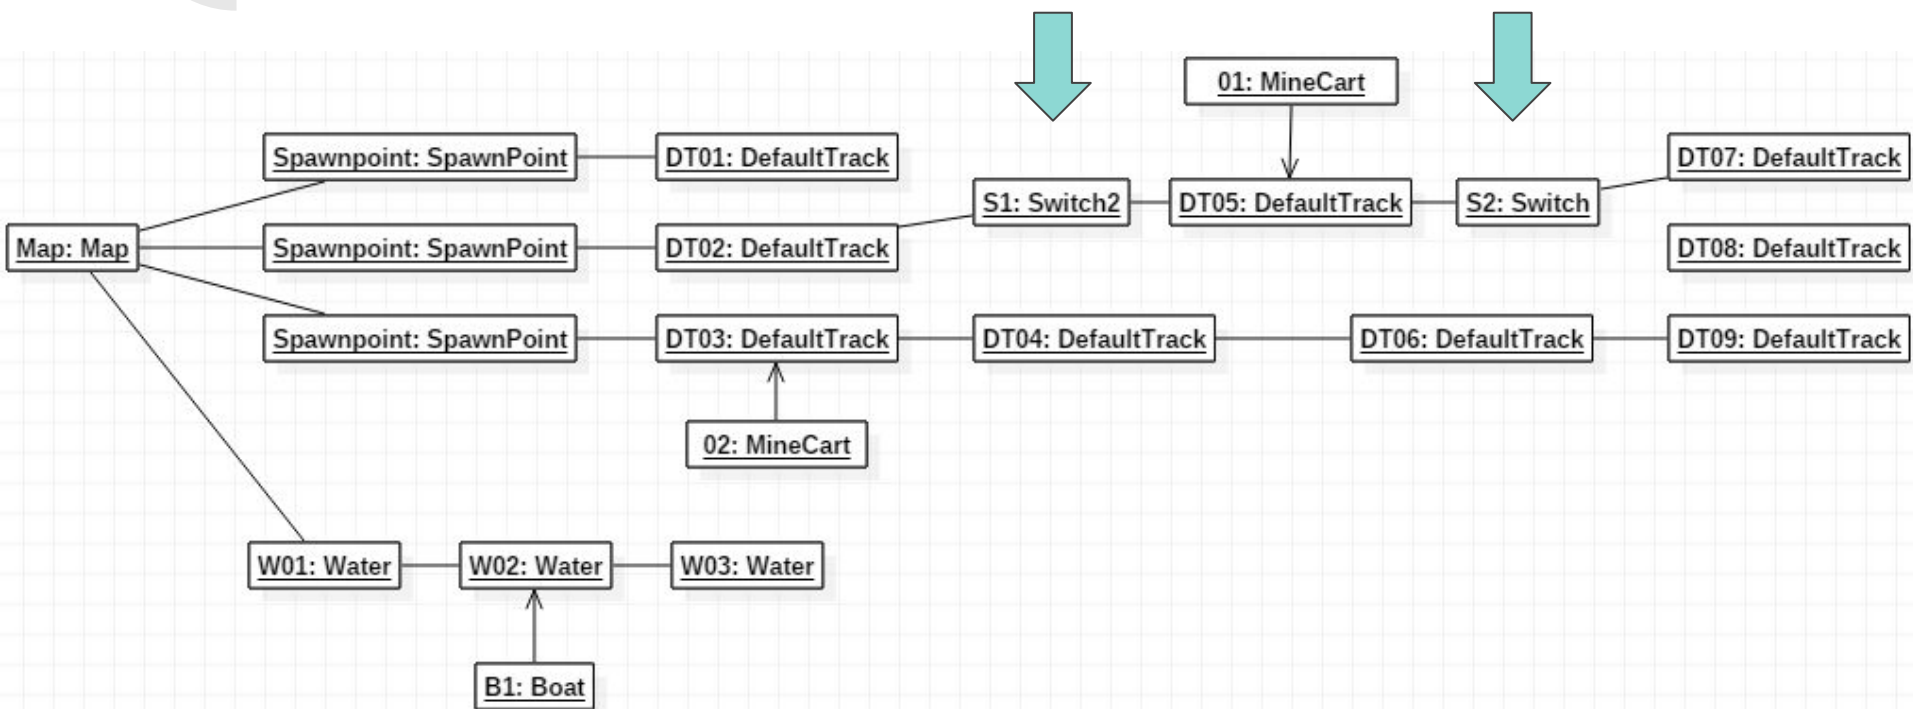 01: MineCart
Spawnpoint: SpawnPoint
DT01: DefaultTrack
DT07: DefaultTrack
S1: Switch2
DT05: DefaultTrack
S2: Switch
Map: Map
Spawnpoint: SpawnPoint
DT02: DefaultTrack
DT08: DefaultTrack
Spawnpoint: SpawnPoint
DT03: DefaultTrack
DT04: DefaultTrack
DT06: DefaultTrack
DT09: DefaultTrack
02: MineCart
W01: Water
W02: Water
W03: Water
B1: Boat